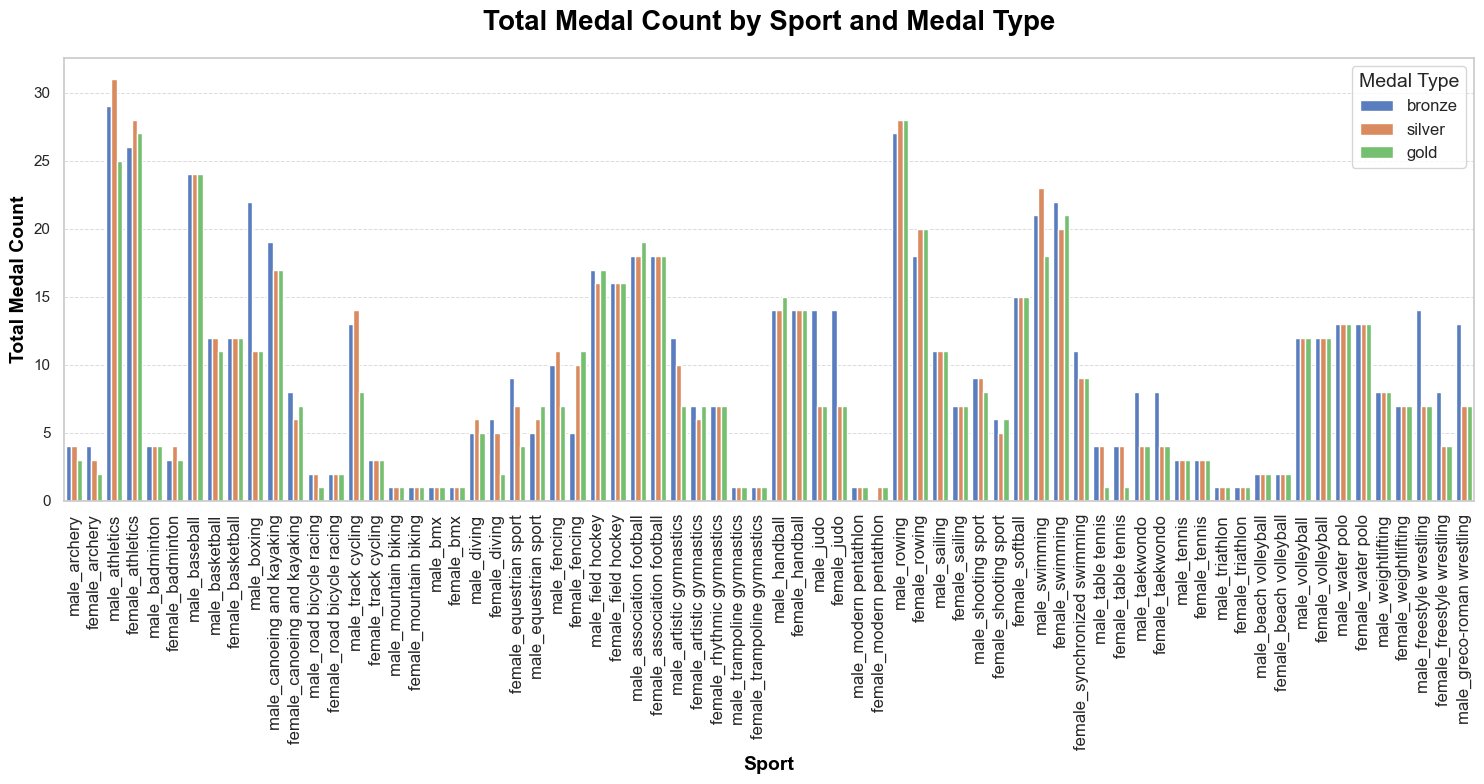 Total Medal Count by Sport and Medal Type
Total Medal Count
30
25
20
15
10
5
0
Medal Type
bronze
silver
gold
male_archery
female_archery
male_athletics
female_athletics
male_badminton
female_badminton
male_baseball
male_basketball
female_basketball
male_boxing
male_canoeing and kayaking
female_canoeing and kayaking
male_road bicycle racing
female_road bicycle racing
male_track cycling
female_track cycling
male_mountain biking
female_mountain biking
male_bmx
female_bmx
male_diving
female_diving
female_equestrian sport
male_equestrian sport
male_fencing
female_fencing
male_field hockey
female_field hockey
male_association football
female_association football
male_artistic gymnastics
female_artistic gymnastics
female_rhythmic gymnastics
male_trampoline gymnastics
female_trampoline gymnastics
male_handball
female_handball
male_judo
female_judo
male_modern pentathlon
female_modern pentathlon
male_rowing
female_rowing
male_sailing
female_sailing
male_shooting sport
female_shooting sport
female_softball
male_swimming
female_swimming
female_synchronized swimming
male_table tennis
female_table tennis
male_taekwondo
female_taekwondo
male_tennis
female_tennis
male_triathlon
female_triathlon
male_beach volleyball
female_beach volleyball
male_volleyball
female_volleyball
male_water polo
female_water polo
male_weightlifting
female_weightlifting
male_freestyle wrestling
female_freestyle wrestling
male_greco-roman wrestling
Sport